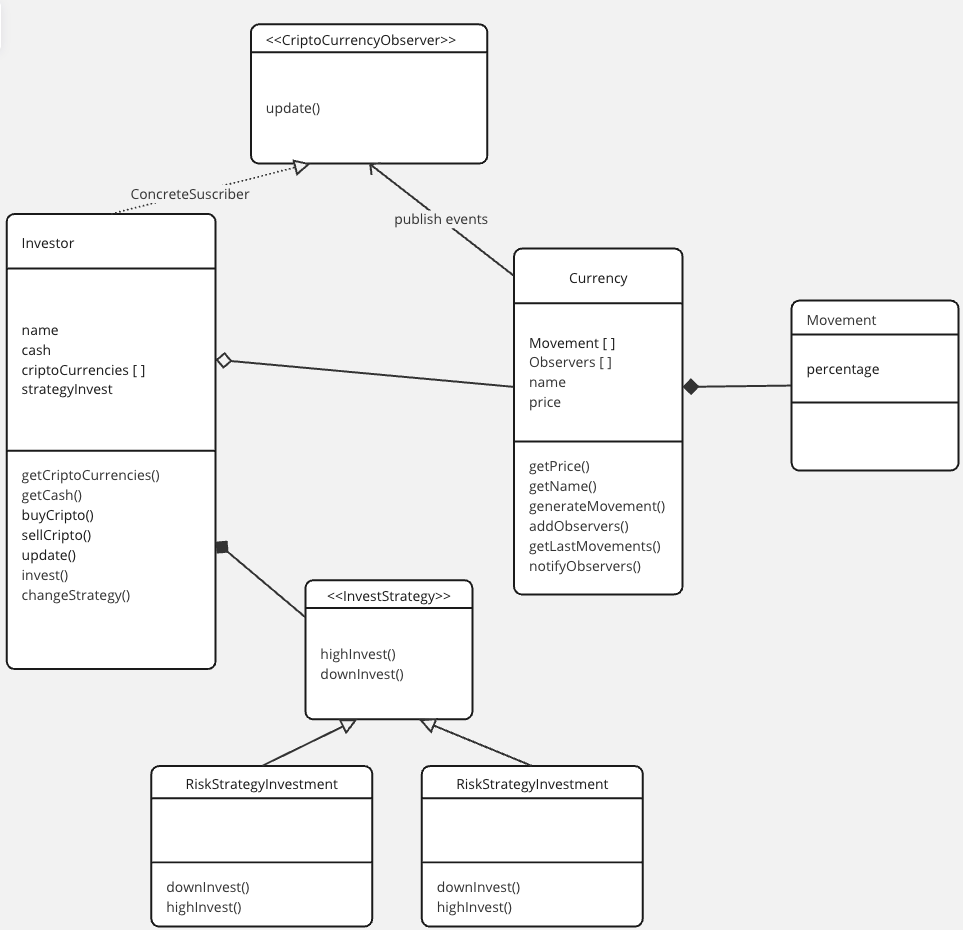 <<CriptoCurrencyObserver>>
update()
ConcreteSuscriber
publish events
Investor
name
cash
criptoCurrencies [ ]
strategyInvest
getCriptoCurrencies()
getCash()
buyCripto()
sellCripto()
update()
invest()
changeStrategy()
Currency
Movement [ ]
Observers [ ]
name
price
getPrice()
getName()
generateMovement()
addObservers()
getLastMovements()
notifyObservers()
Movement
percentage
<<InvestStrategy>>
highInvest()
downInvest()
RiskStrategyInvestment
downInvest()
highInvest()
RiskStrategyInvestment
downInvest()
highInvest()